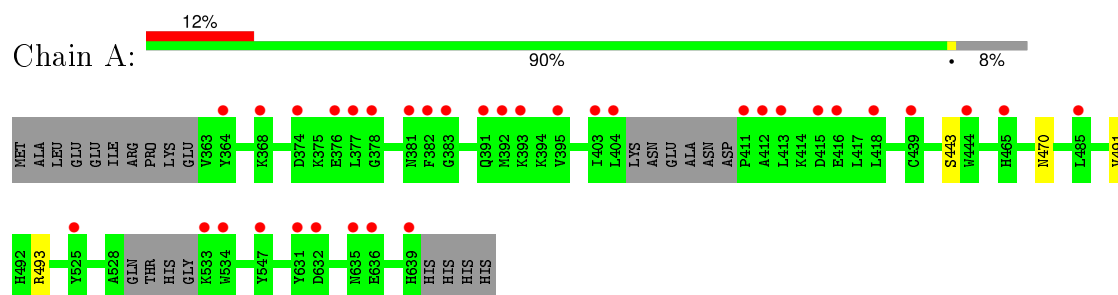 12%
Chain A:
90% • 8%
MET ALA LEU GLU GLU ILE ARG PRO LYS GLU V363 Y364 K368 D374 K375 E376 L377 G378 N381 F382 G383 Q391 M392 K393 K394 V395 I403 L404 LYS ASN GLU ALA ASN ASP P411 A412 L413 K414 D415 E416 L417 L418 C439 S443 W444 H465 N470 L485 V491
H492 R493 Y525 A528 GLN THR HIS GLY K533 W534 Y547 Y631 D632 N635 E636 H639 HIS HIS HIS HIS